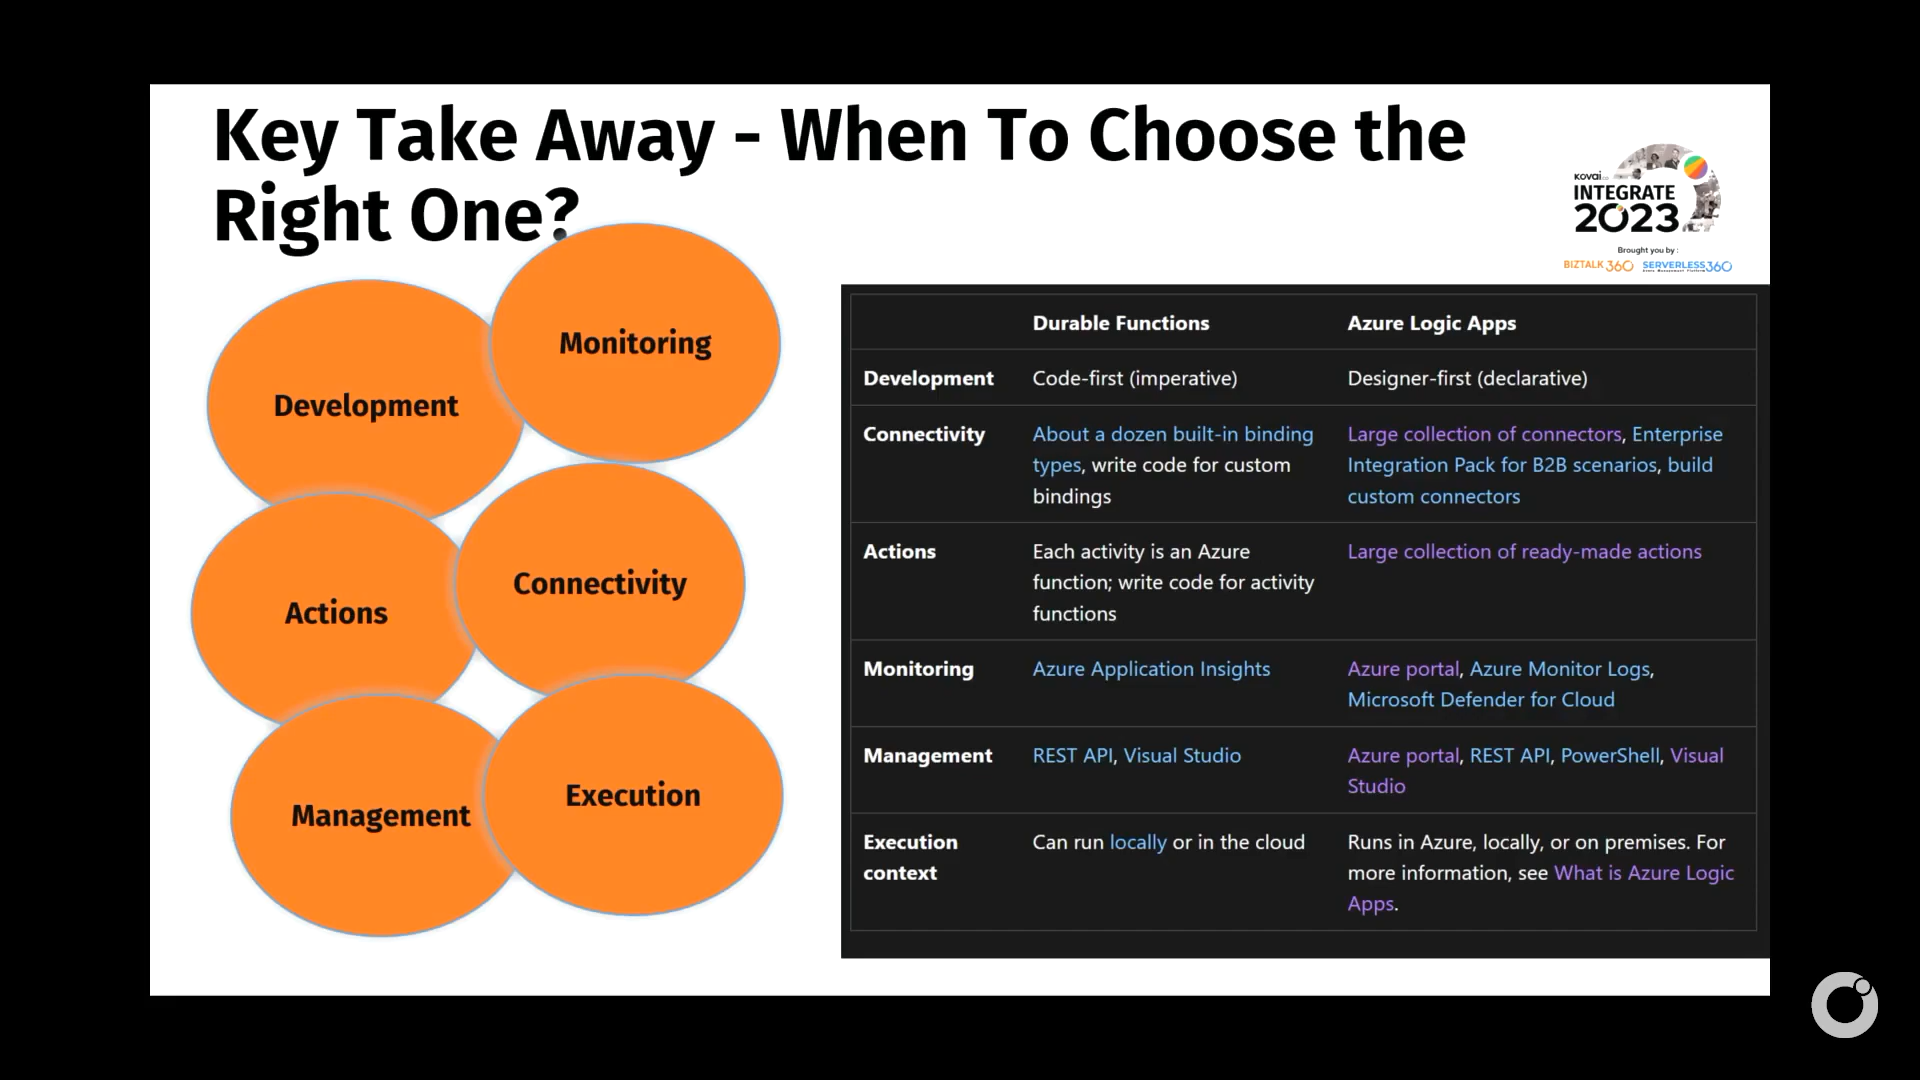 Key Take Away - When To Choose the
Right One?
kovai.co
INTEGRATE
2023
Brought you by :
BIZTALK360 SERVERLESS360
Monitoring
Development
Connectivity
Actions
Management
Execution
Durable Functions Azure Logic Apps
Development Code-first (imperative) Designer-first (declarative)
Connectivity About a dozen built-in binding Large collection of connectors, Enterprise
types, write code for custom Integration Pack for B2B scenarios, build
bindings custom connectors
Actions Each activity is an Azure Large collection of ready-made actions
function; write code for activity
functions
Monitoring Azure Application Insights Azure portal, Azure Monitor Logs,
Microsoft Defender for Cloud
Management REST API, Visual Studio Azure portal, REST API, PowerShell, Visual
Studio
Execution Can run locally or in the cloud Runs in Azure, locally, or on premises. For
context more information, see What is Azure Logic
Apps.